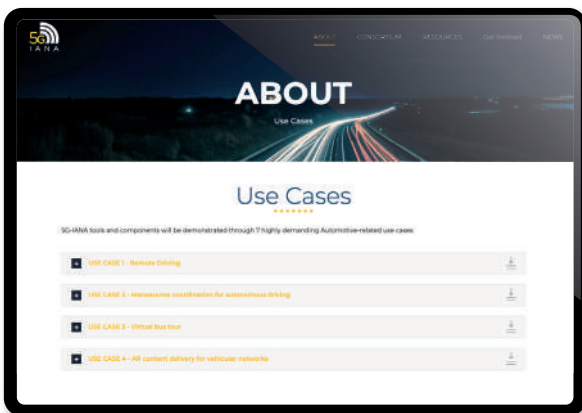 5G
IANA
ABOUT CONSORTIUM RESOURCES Get Involved NEWS
ABOUT
Use Cases
Use Cases
5G-IANA tools and components will be demonstrated through 7 highly demanding Automotive-related use cases:
USE CASE 1 - Remote Driving
USE CASE 2 - Manoeuvres coordination for autonomous driving
USE CASE 3 - Virtual bus tour
USE CASE 4 - AR content delivery for vehicular networks